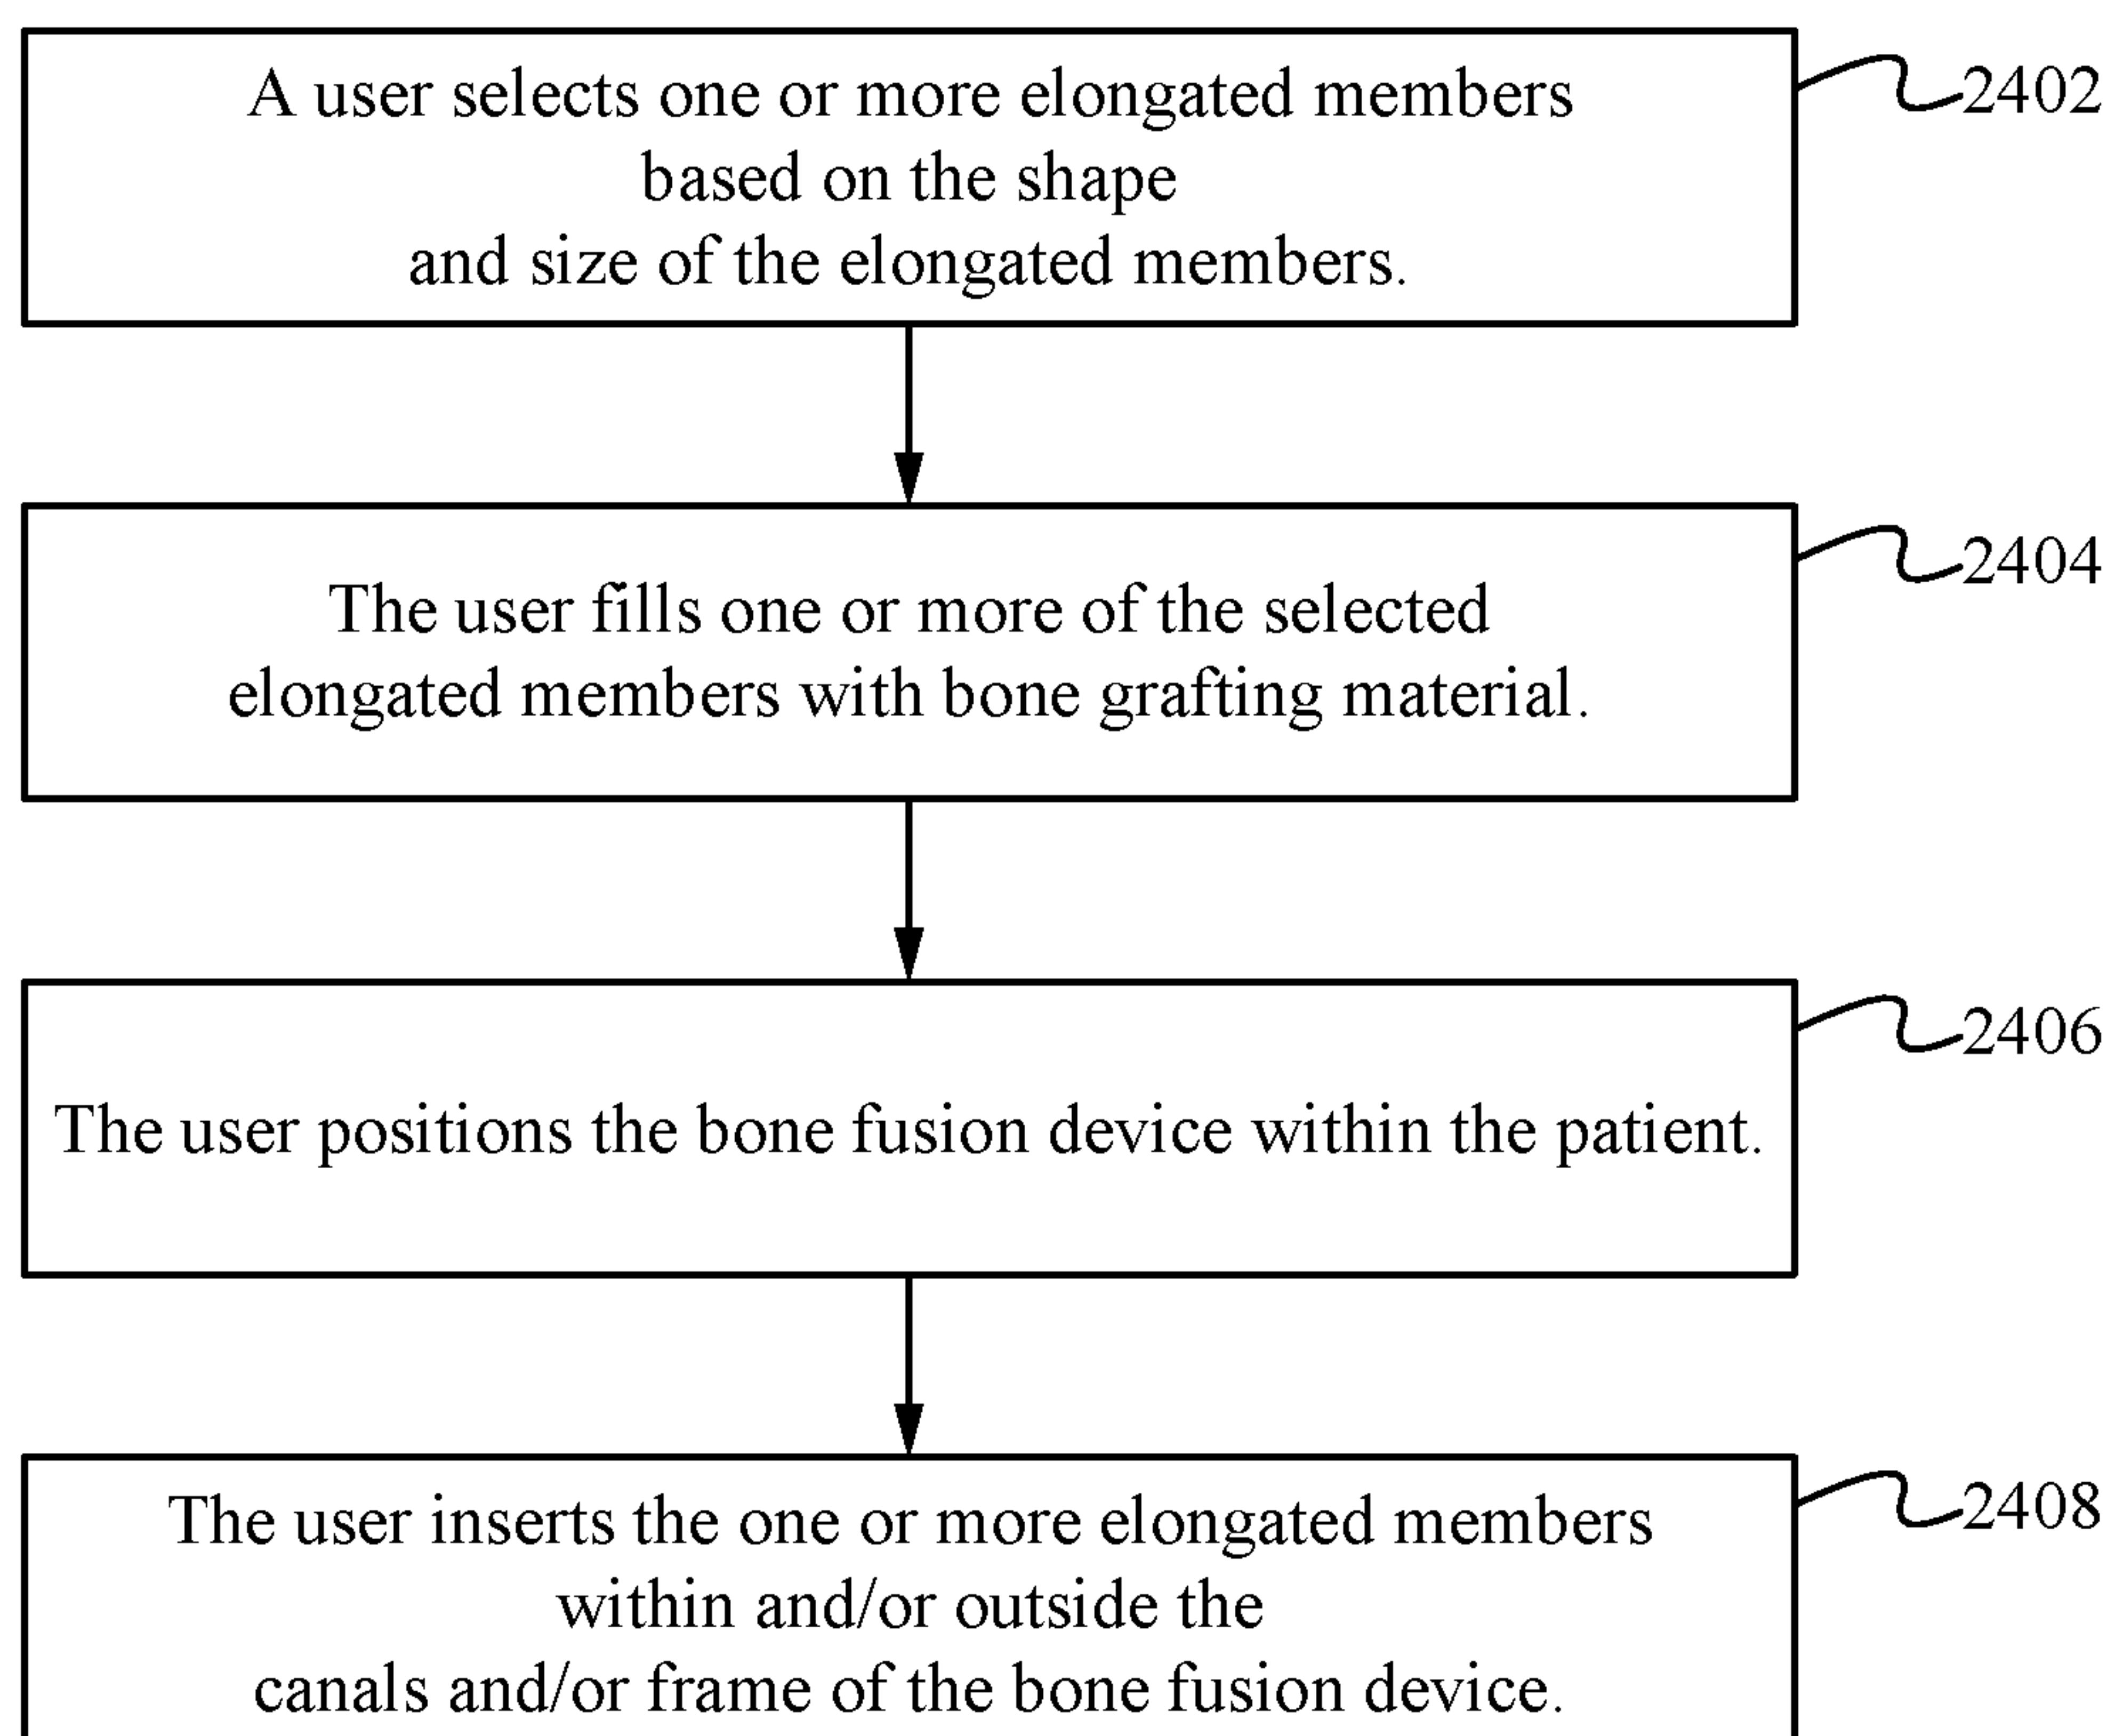 A user selects one or more elongated members
based on the shape
and size of the elongated members.
2402
The user fills one or more of the selected
elongated members with bone grafting material.
2404
The user positions the bone fusion device within the patient.
2406
The user inserts the one or more elongated members
within and/or outside the
canals and/or frame of the bone fusion device.
2408